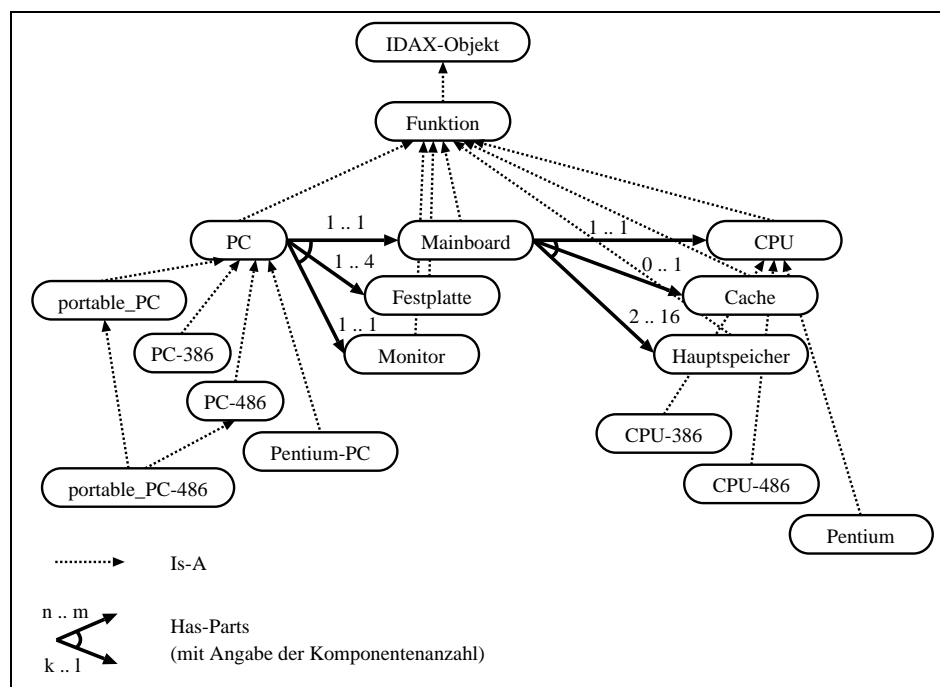 IDAX-Objekt
Funktion
1 .. 1
1 .. 1
PC
Mainboard
CPU
1 .. 4
0 .. 1
portable_PC
Festplatte
Cache
1 .. 1
2 .. 16
PC-386
Monitor
Hauptspeicher
PC-486
CPU-386
Pentium-PC
portable_PC-486
CPU-486
Pentium
Is-A
n .. m
Has-Parts
(mit Angabe der Komponentenanzahl)
k .. l